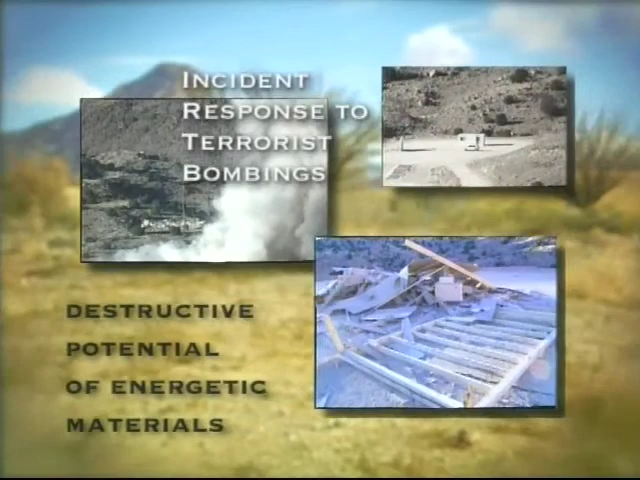 INCIDENT
RESPONSE TO
TERRORIST
BOMBINGS
DESTRUCTIVE
POTENTIAL
OF ENERGETIC
MATERIALS